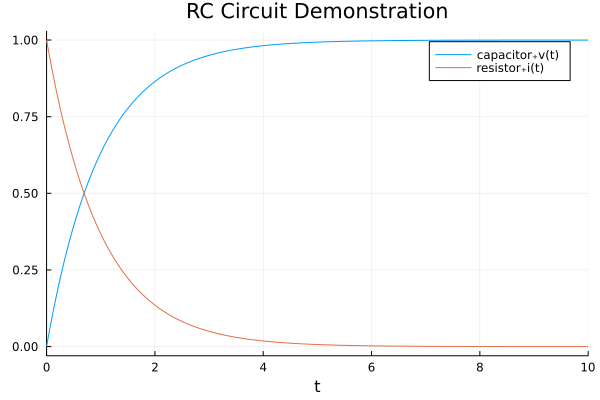 RC Circuit Demonstration
1.00
0.75
0.50
0.25
0.00
capacitor₊v(t)
resistor₊i(t)
0 2 4 6 8 10
t